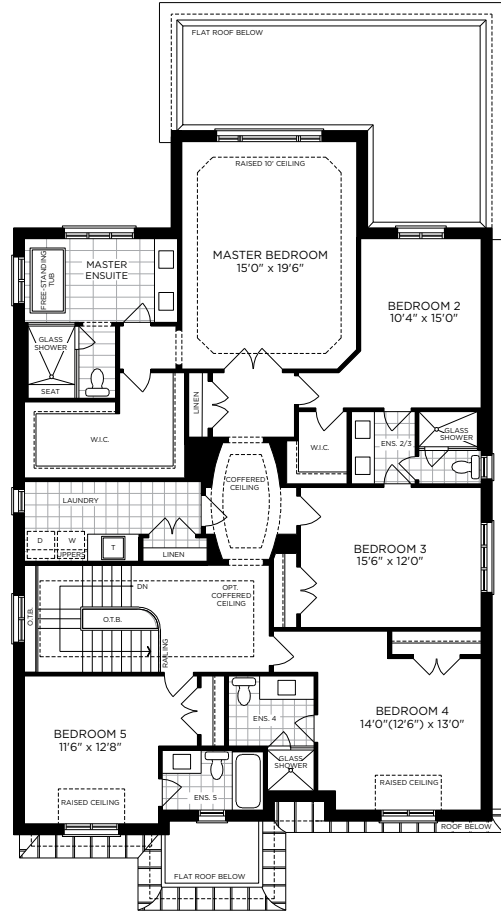 FLAT ROOF BELOW
RAISED 10' CEILING
MASTER BEDROOM
15'0" x 19'6"
MASTER
ENSUITE
FREE-STANDING
TUB
BEDROOM 2
10'4" x 15'0"
GLASS
SHOWER
SEAT
LINEN
W.I.C.
W.I.C.
ENS. 2/3
GLASS
SHOWER
COFFERED
CEILING
LAUNDRY
D
W
UPPERS
T
LINEN
BEDROOM 3
15'6" x 12'0"
DN
OPT.
COFFERED
CEILING
O.T.B.
O.T.B.
RAILING
BEDROOM 4
14'0"(12'6") x 13'0"
ENS. 4
BEDROOM 5
11'6" x 12'8"
GLASS
SHOWER
RAISED CEILING
ENS. 5
RAISED CEILING
ROOF BELOW
FLAT ROOF BELOW